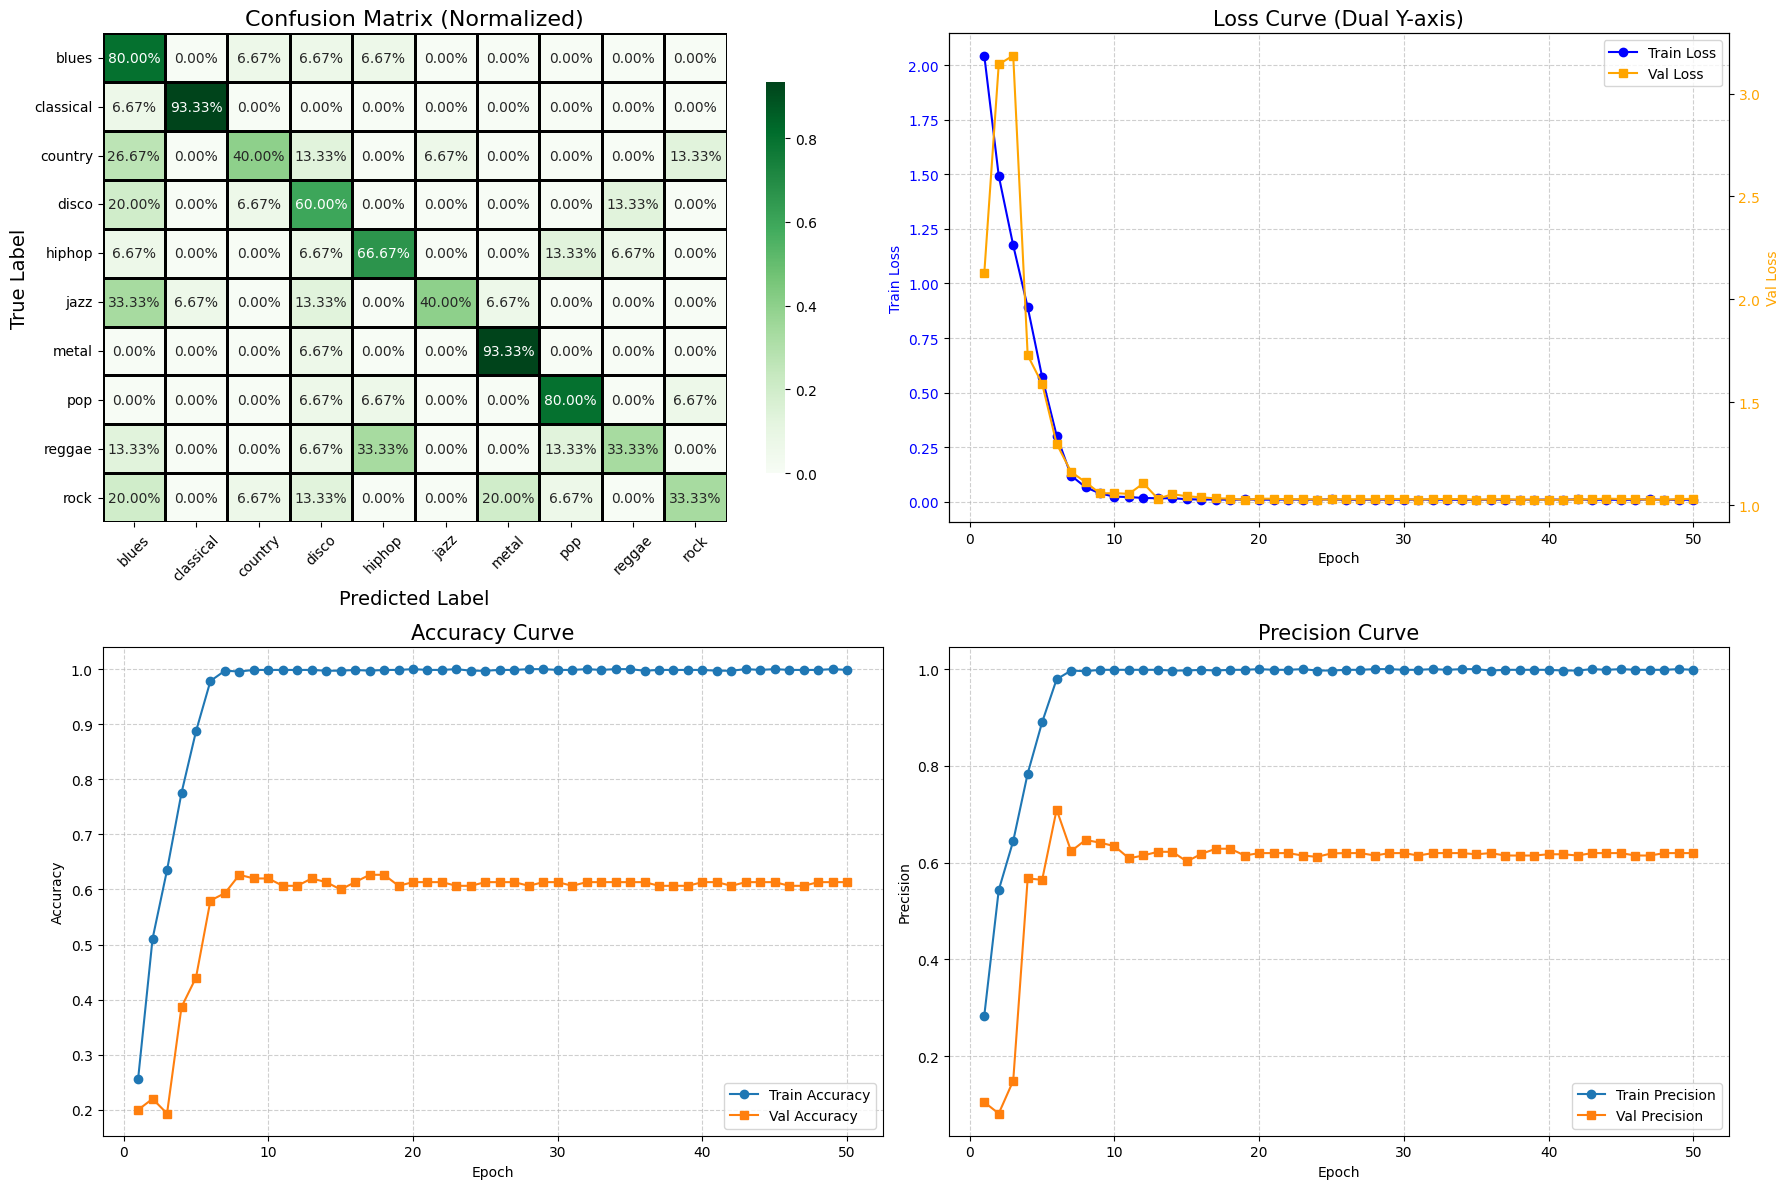 Confusion Matrix (Normalized)
True Label
blues 80.00% 0.00% 6.67% 6.67% 6.67% 0.00% 0.00% 0.00% 0.00% 0.00%
classical 6.67% 93.33% 0.00% 0.00% 0.00% 0.00% 0.00% 0.00% 0.00% 0.00%
country 26.67% 0.00% 40.00% 13.33% 0.00% 6.67% 0.00% 0.00% 0.00% 13.33%
disco 20.00% 0.00% 6.67% 60.00% 0.00% 0.00% 0.00% 0.00% 13.33% 0.00%
hiphop 6.67% 0.00% 0.00% 6.67% 66.67% 0.00% 0.00% 13.33% 6.67% 0.00%
jazz 33.33% 6.67% 0.00% 13.33% 0.00% 40.00% 6.67% 0.00% 0.00% 0.00%
metal 0.00% 0.00% 0.00% 6.67% 0.00% 0.00% 93.33% 0.00% 0.00% 0.00%
pop 0.00% 0.00% 0.00% 6.67% 6.67% 0.00% 0.00% 80.00% 0.00% 6.67%
reggae 13.33% 0.00% 0.00% 6.67% 33.33% 0.00% 0.00% 13.33% 33.33% 0.00%
rock 20.00% 0.00% 6.67% 13.33% 0.00% 0.00% 20.00% 6.67% 0.00% 33.33%
blues classical country disco hiphop jazz metal pop reggae rock
Predicted Label
0.8
0.6
0.4
0.2
0.0
Loss Curve (Dual Y-axis)
Train Loss
Val Loss
2.00
1.75
1.50
1.25
1.00
0.75
0.50
0.25
0.00
Train Loss
3.0
2.5
2.0
1.5
1.0
Val Loss
0 10 20 30 40 50
Epoch
Accuracy Curve
1.0
0.9
0.8
0.7
0.6
0.5
0.4
0.3
0.2
Accuracy
Train Accuracy
Val Accuracy
0 10 20 30 40 50
Epoch
Precision Curve
1.0
0.8
0.6
0.4
0.2
Precision
Train Precision
Val Precision
0 10 20 30 40 50
Epoch